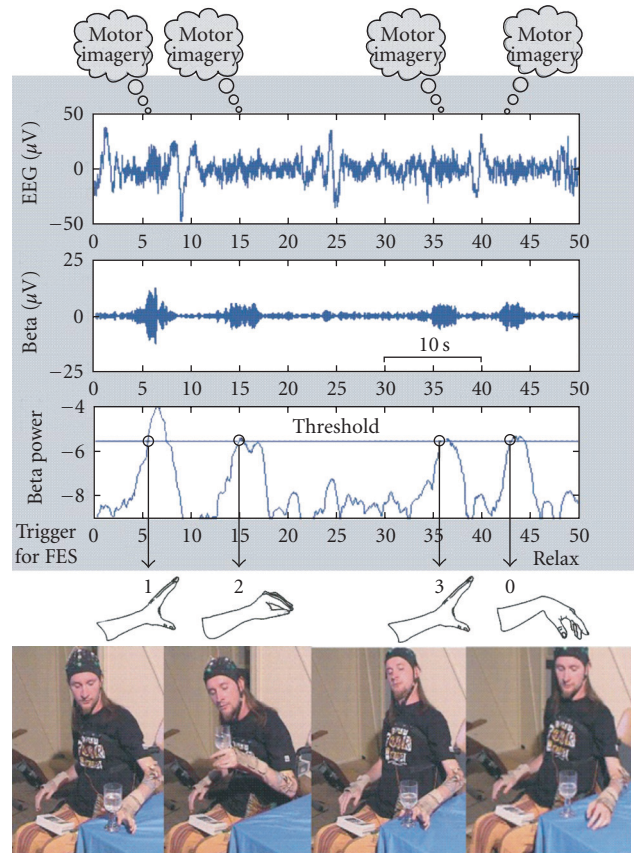 Motor imagery
Motor imagery
Motor imagery
Motor imagery
50
0
−50
EEG (μV)
0 5 10 15 20 25 30 35 40 45 50
25
0
−25
Beta (μV)
10 s
0 5 10 15 20 25 30 35 40 45 50
−4
−6
−8
Beta power
Threshold
0 5 10 15 20 25 30 35 40 45 50
Trigger
for FES
Relax
1 2 3 0